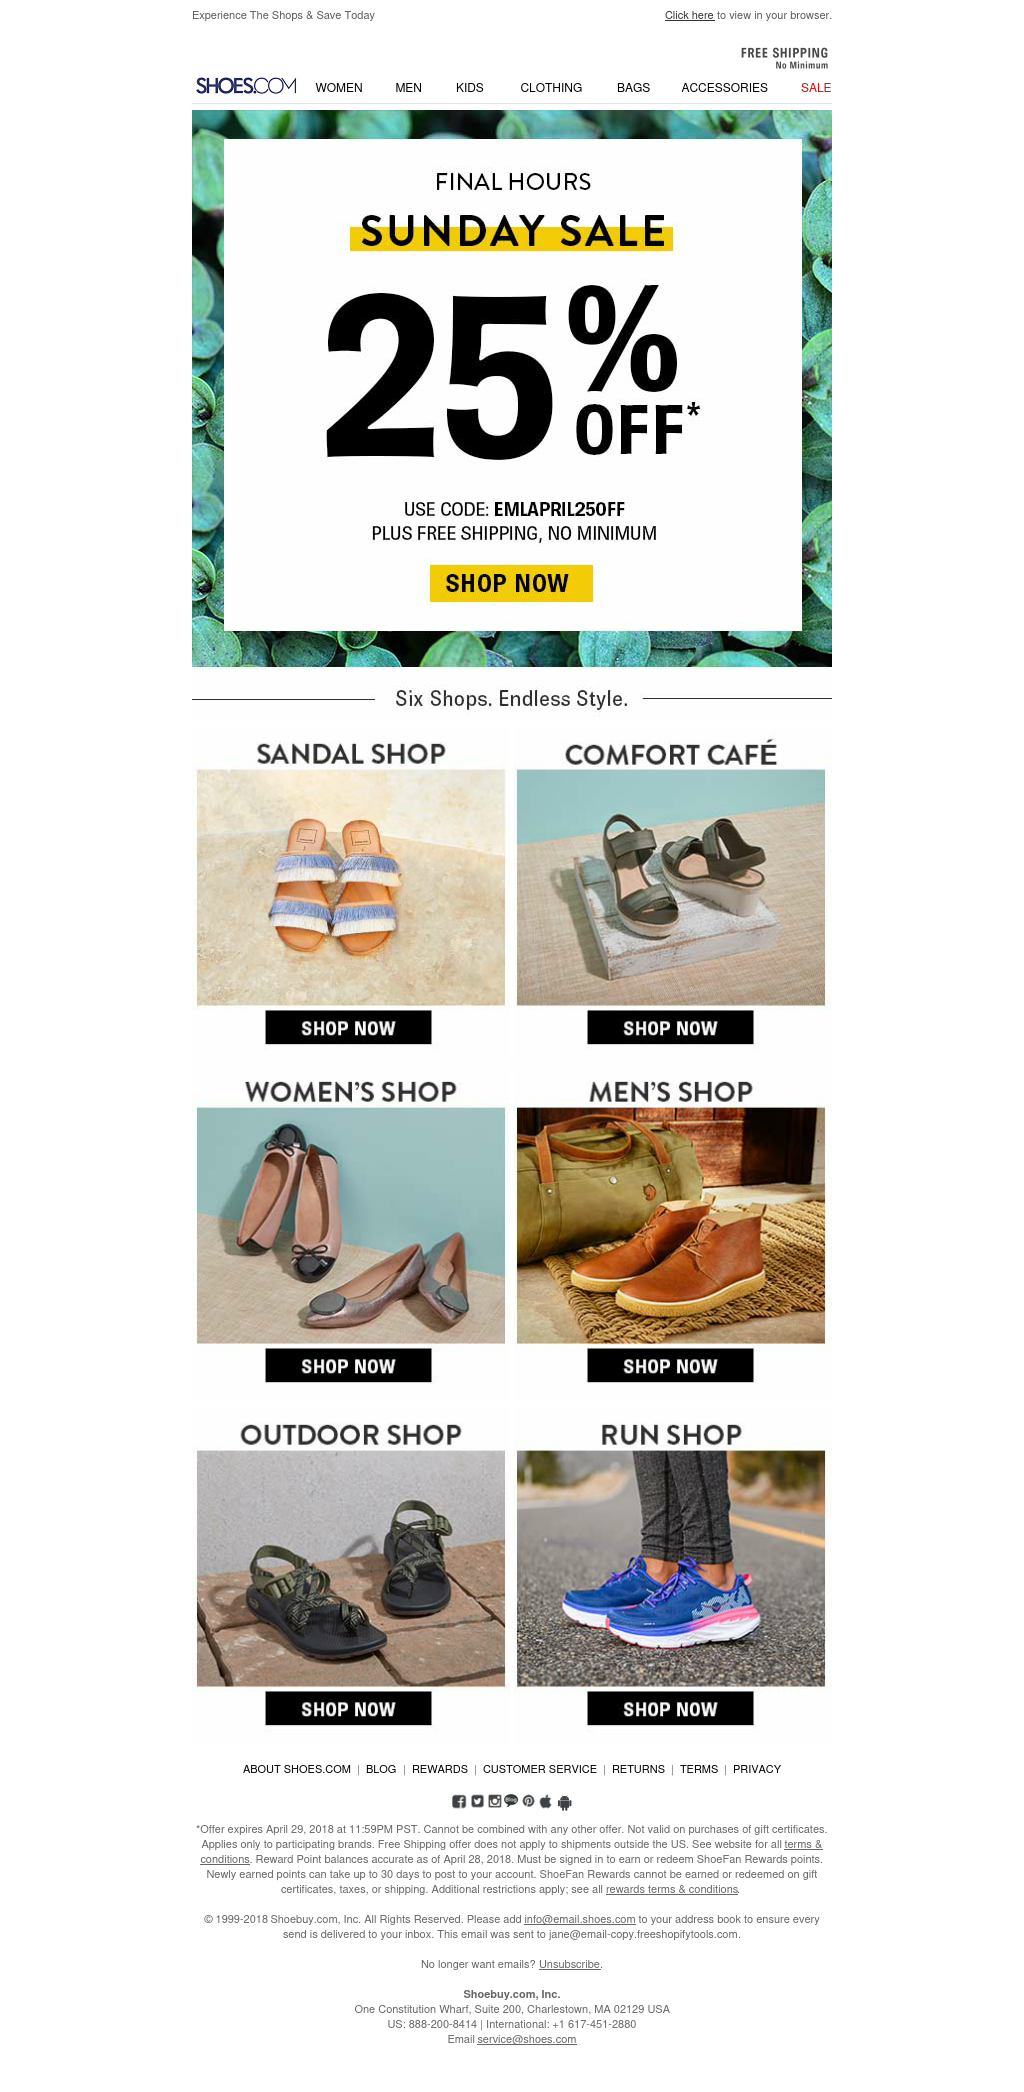 Experience The Shops & Save Today
Click here to view in your browser.
FREE SHIPPING
No Minimum
SHOES.COM WOMEN MEN KIDS CLOTHING BAGS ACCESSORIES SALE
FINAL HOURS
SUNDAY SALE
25% OFF*
USE CODE: EMLAPRIL25OFF
PLUS FREE SHIPPING, NO MINIMUM
SHOP NOW
Six Shops. Endless Style.
SANDAL SHOP
COMFORT CAFÉ
SHOP NOW
SHOP NOW
WOMEN'S SHOP
MEN'S SHOP
SHOP NOW
SHOP NOW
OUTDOOR SHOP
RUN SHOP
SHOP NOW
SHOP NOW
ABOUT SHOES.COM | BLOG | REWARDS | CUSTOMER SERVICE | RETURNS | TERMS | PRIVACY
*Offer expires April 29, 2018 at 11:59PM PST. Cannot be combined with any other offer. Not valid on purchases of gift certificates.
Applies only to participating brands. Free Shipping offer does not apply to shipments outside the US. See website for all terms &
conditions. Reward Point balances accurate as of April 28, 2018. Must be signed in to earn or redeem ShoeFan Rewards points.
Newly earned points can take up to 30 days to post to your account. ShoeFan Rewards cannot be earned or redeemed on gift
certificates, taxes, or shipping. Additional restrictions apply; see all rewards terms & conditions.
© 1999-2018 Shoebuy.com, Inc. All Rights Reserved. Please add info@email.shoes.com to your address book to ensure every
send is delivered to your inbox. This email was sent to jane@email-copy.freeshopifytools.com.
No longer want emails? Unsubscribe.
Shoebuy.com, Inc.
One Constitution Wharf, Suite 200, Charlestown, MA 02129 USA
US: 888-200-8414 | International: +1 617-451-2880
Email service@shoes.com